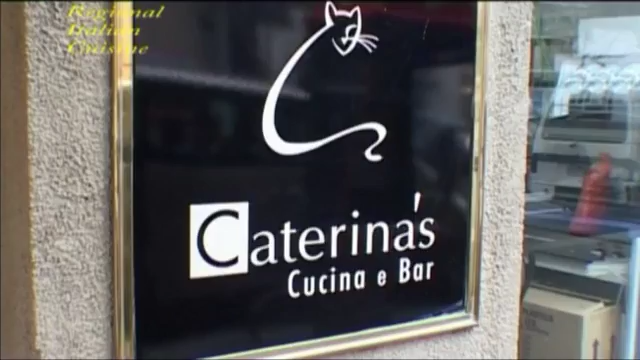 Regional
Italian
Cuisine
Caterina's
Cucina e Bar